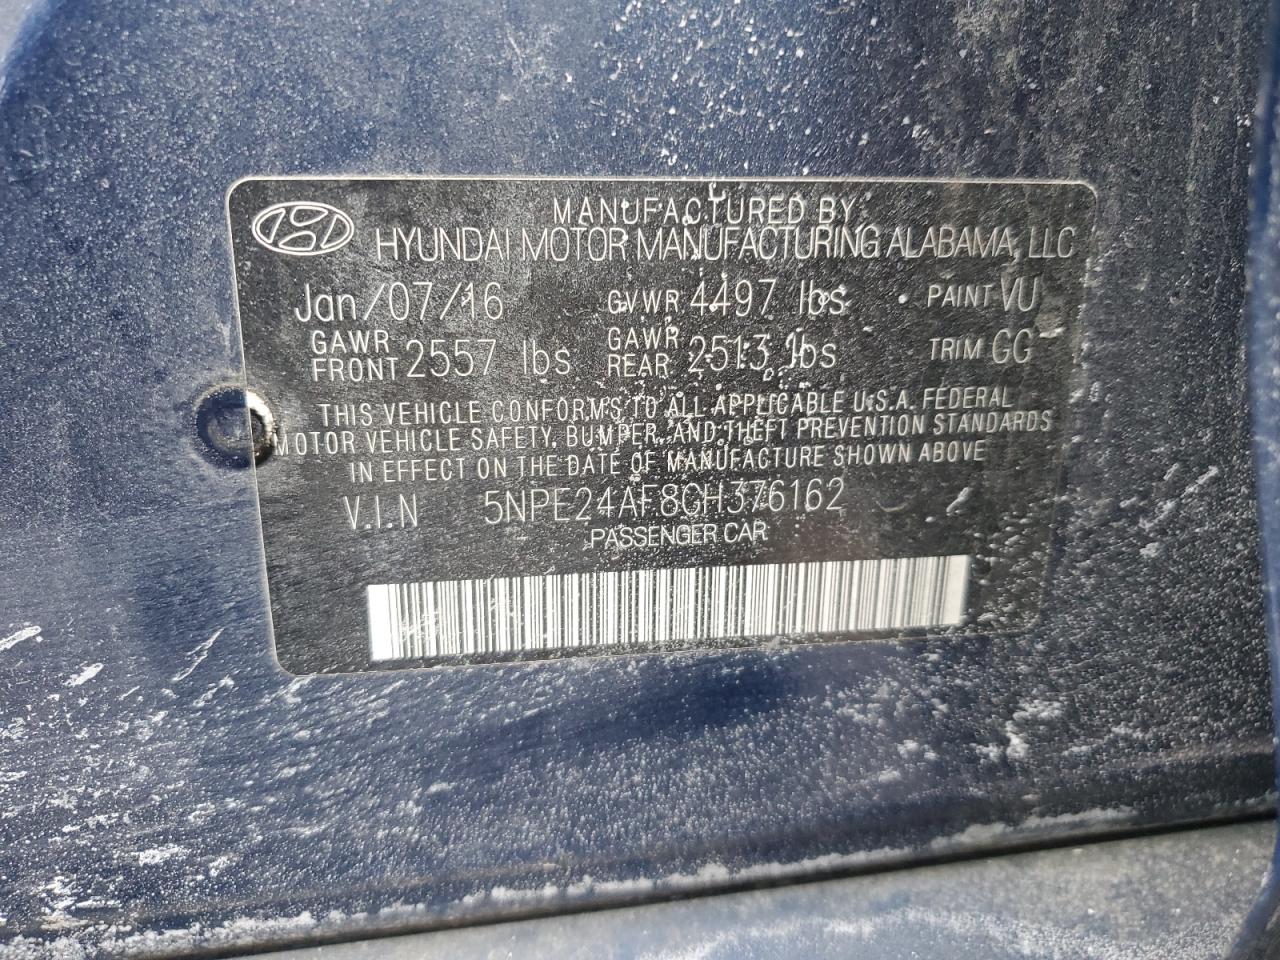 MANUFACTURED BY
HYUNDAI MOTOR MANUFACTURING ALABAMA, LLC
Jan/07/16 GVWR 4497 lbs PAINT VU
GAWR FRONT 2557 lbs GAWR REAR 2513 lbs TRIM GG
THIS VEHICLE CONFORMS TO ALL APPLICABLE U.S.A. FEDERAL
MOTOR VEHICLE SAFETY, BUMPER, AND THEFT PREVENTION STANDARDS
IN EFFECT ON THE DATE OF MANUFACTURE SHOWN ABOVE
V.I.N 5NPE24AF8GH376162
PASSENGER CAR